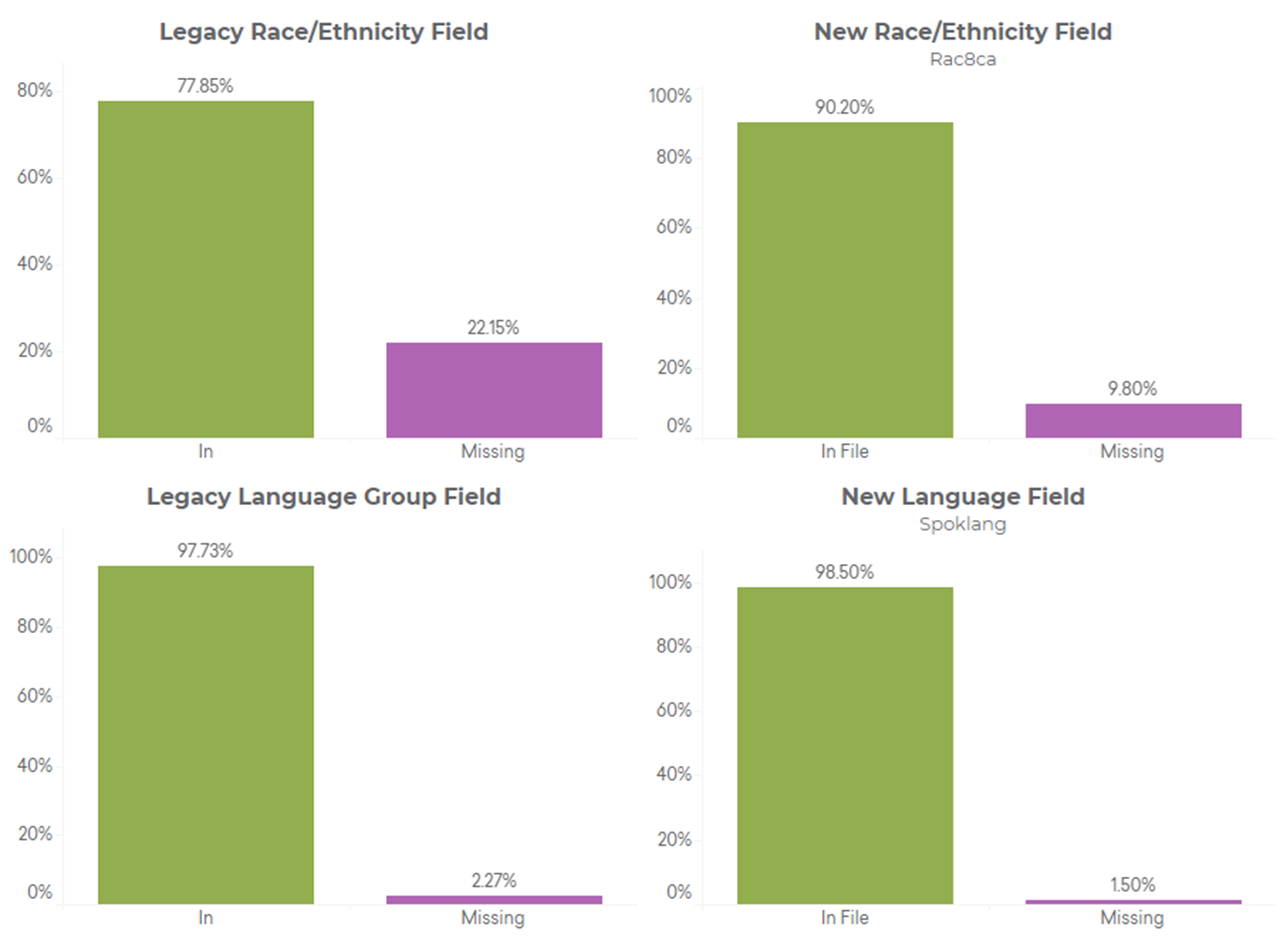 Legacy Race/Ethnicity Field
80%
77.85%
60%
40%
22.15%
20%
0%
In
Missing
New Race/Ethnicity Field
Rac8ca
100%
90.20%
80%
60%
40%
20%
9.80%
0%
In File
Missing
Legacy Language Group Field
100%
97.73%
80%
60%
40%
20%
2.27%
0%
In
Missing
New Language Field
Spoklang
98.50%
100%
80%
60%
40%
20%
1.50%
0%
In File
Missing